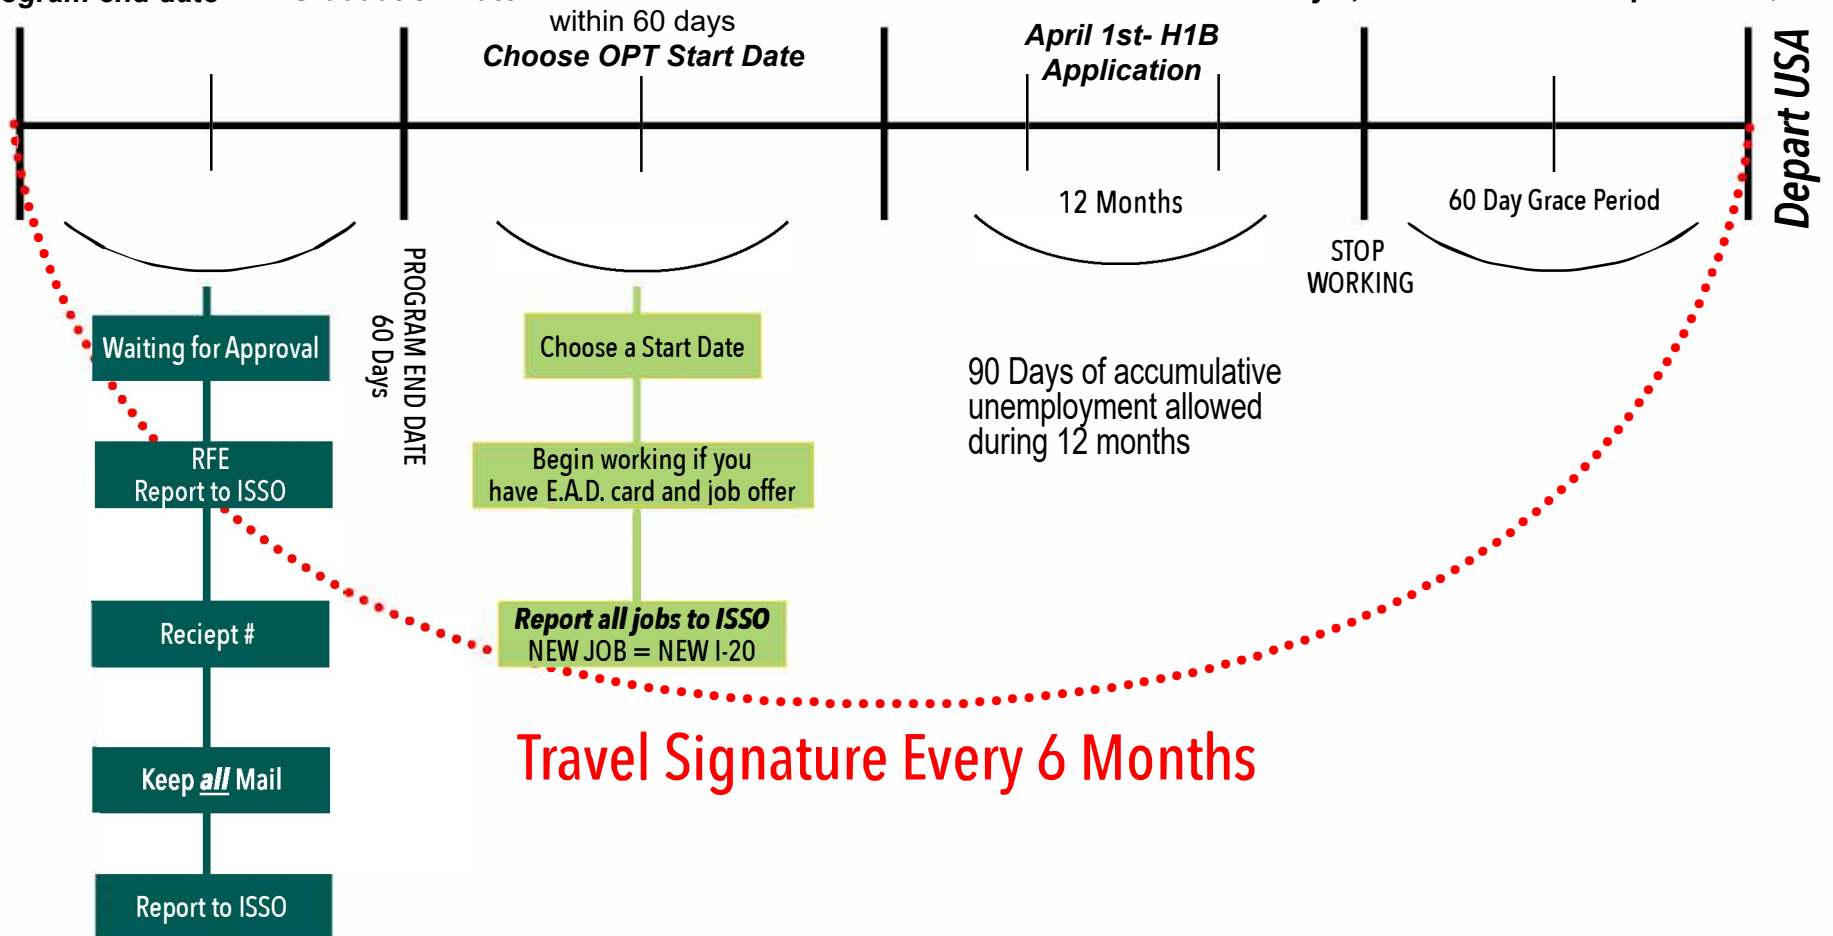 end date
within 60 days
Choose OPT Start Date
April 1st- H1B
Application
Depart USA
12 Months
60 Day Grace Period
STOP
WORKING
PROGRAM END DATE
60 Days
Waiting for Approval
RFE
Report to ISSO
Reciept #
Keep all Mail
Report to ISSO
Choose a Start Date
Begin working if you
have E.A.D. card and job offer
Report all jobs to ISSO
NEW JOB = NEW I-20
90 Days of accumulative
unemployment allowed
during 12 months
Travel Signature Every 6 Months